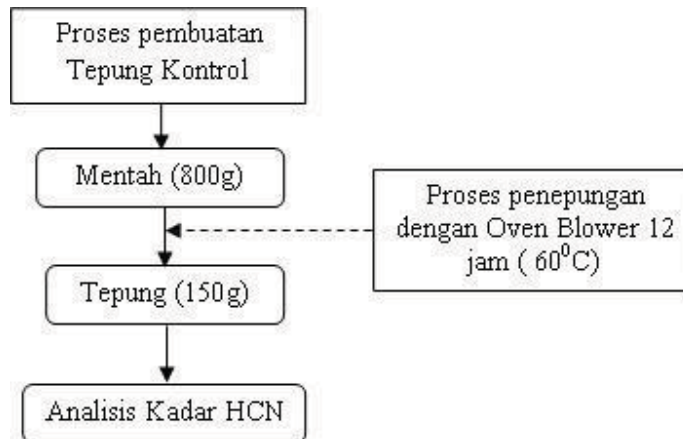 Proses pembuatan
Tepung Kontrol
Mentah (800g)
Proses penepungan
dengan Oven Blower 12
jam ( 60⁰C)
Tepung (150g)
Analisis Kadar HCN